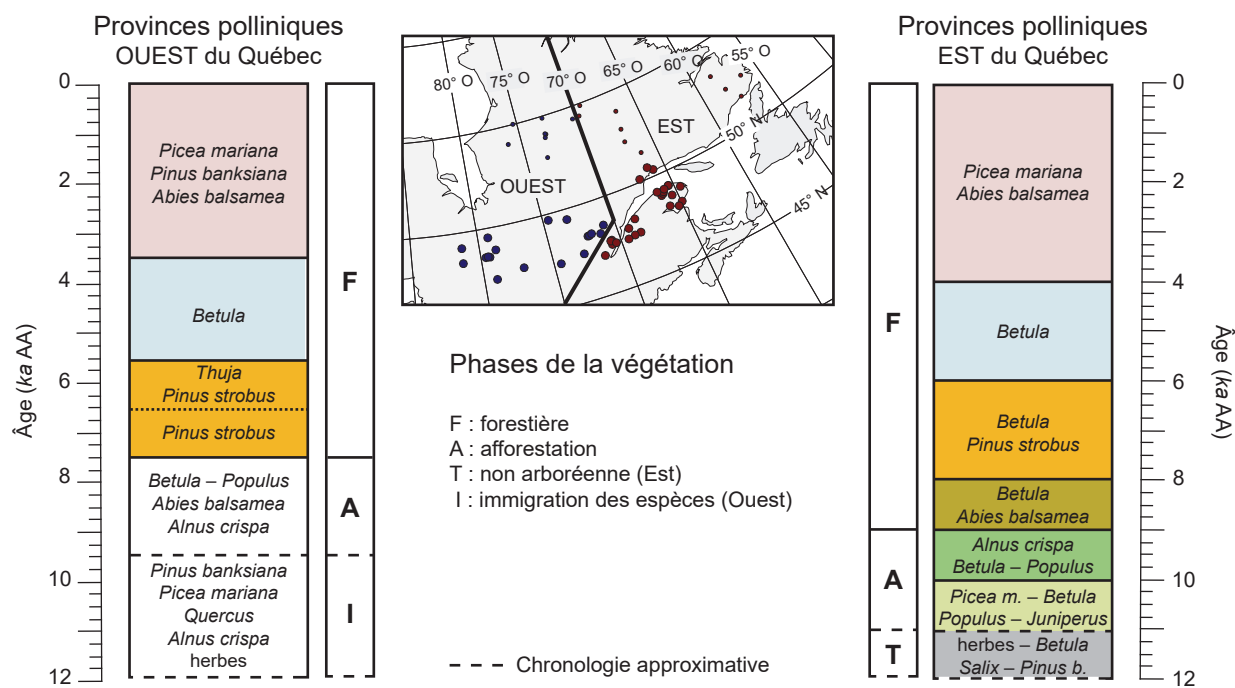 Provinces polliniques
OUEST du Québec
0
2
4
6
8
10
12
Âge (ka AA)
Picea mariana
Pinus banksiana
Abies balsamea
Betula
Thuja
Pinus strobus
Pinus strobus
Betula – Populus
Abies balsamea
Alnus crispa
Pinus banksiana
Picea mariana
Quercus
Alnus crispa
herbes
F
A
I
80° O
75° O
70° O
65° O
60° O
55° O
50° N
45° N
OUEST
EST
Phases de la végétation
F : forestière
A : afforestation
T : non arboréenne (Est)
I : immigration des espèces (Ouest)
Chronologie approximative
Provinces polliniques
EST du Québec
F
A
T
Picea mariana
Abies balsamea
Betula
Betula
Pinus strobus
Betula
Abies balsamea
Alnus crispa
Betula – Populus
Picea m. – Betula
Populus – Juniperus
herbes – Betula
Salix – Pinus b.
0
2
4
6
8
10
12
Âge (ka AA)